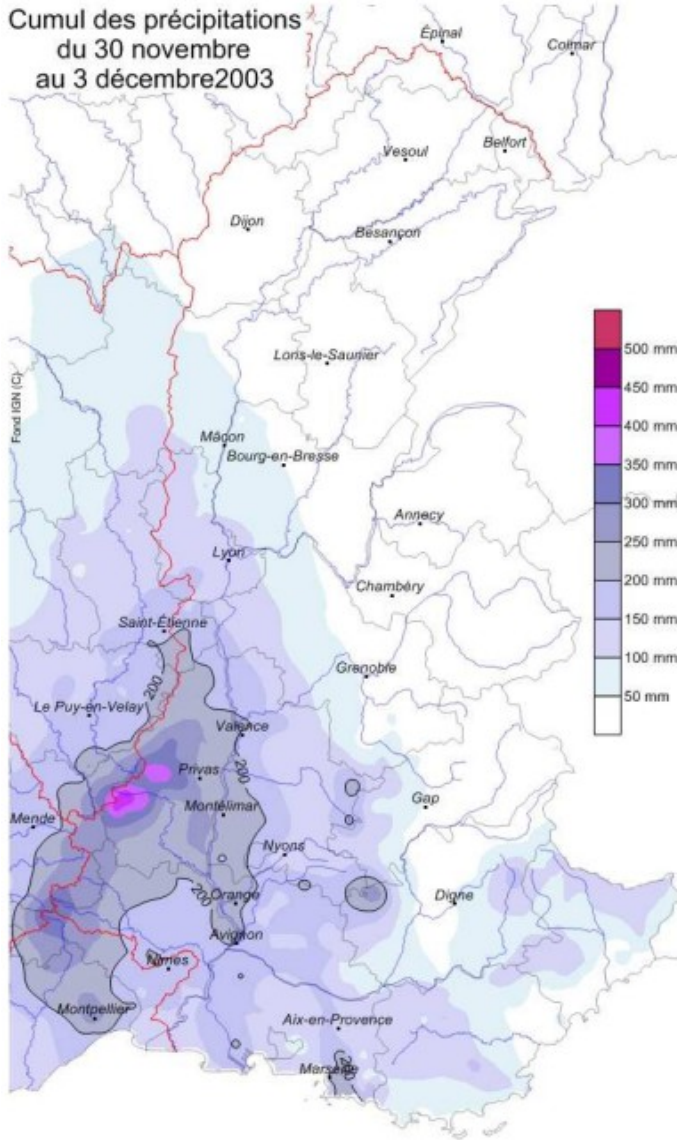 Cumul des précipitations
du 30 novembre
au 3 décembre2003
Épinal
Colmar
Belfort
Vesoul
Dijon
Besançon
Lons-le-Saunier
Fond IGN (C)
500 mm
450 mm
400 mm
350 mm
300 mm
250 mm
200 mm
150 mm
100 mm
50 mm
Mâcon
Bourg-en-Bresse
Annecy
Lyon
Chambéry
Saint-Étienne
Grenoble
200
Le Puy-en-Velay
Valence
200
Privas
Gap
Montélimar
Mende
Nyons
200
Orange
Digne
Avignon
Nîmes
Montpellier
Aix-en-Provence
Marseille
200